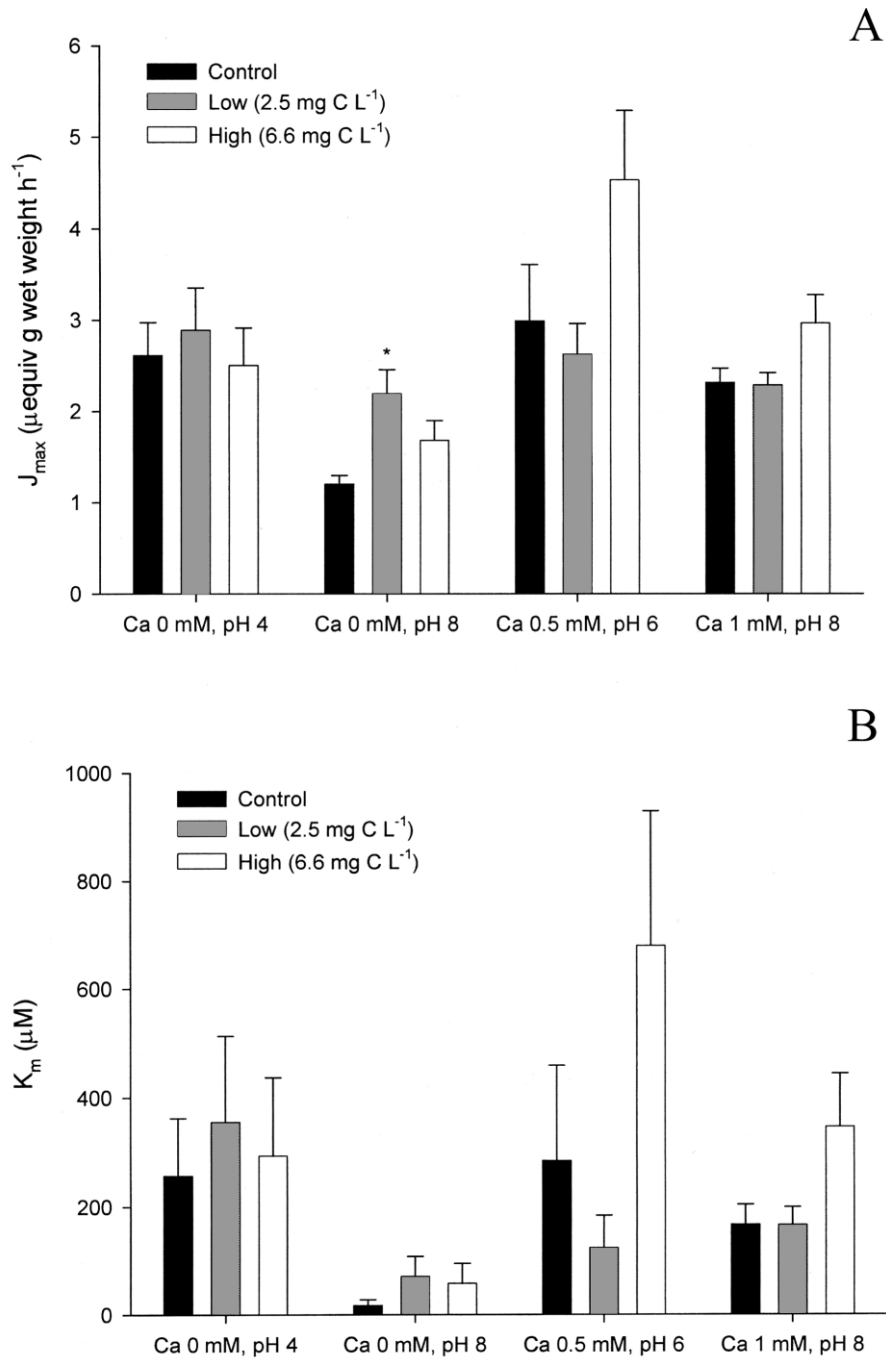 A
6
5
4
3
2
1
0
J_max (µequiv g wet weight h⁻¹)
Control
Low (2.5 mg C L⁻¹)
High (6.6 mg C L⁻¹)
*
Ca 0 mM, pH 4 Ca 0 mM, pH 8 Ca 0.5 mM, pH 6 Ca 1 mM, pH 8
B
1000
800
600
400
200
0
K_m (µM)
Control
Low (2.5 mg C L⁻¹)
High (6.6 mg C L⁻¹)
Ca 0 mM, pH 4 Ca 0 mM, pH 8 Ca 0.5 mM, pH 6 Ca 1 mM, pH 8